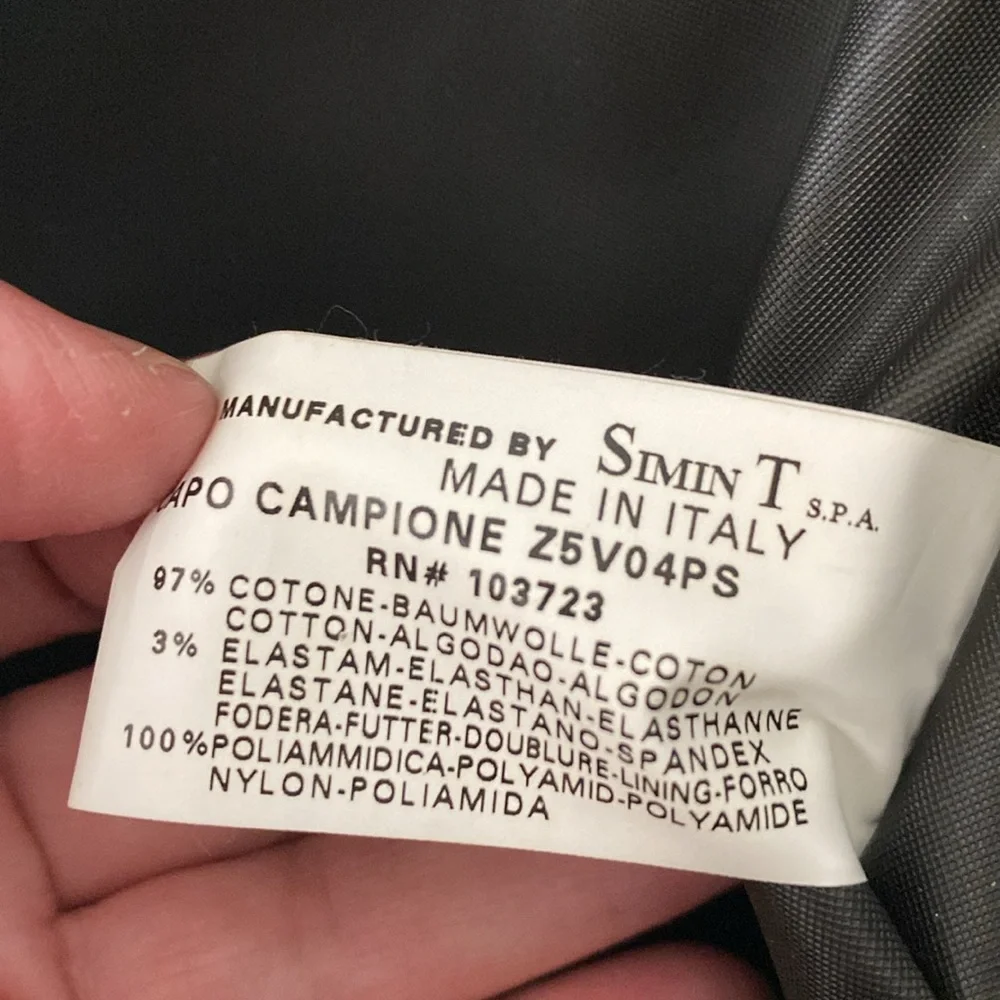 MANUFACTURED BY SIMIN T S.P.A.
MADE IN ITALY
CAPO CAMPIONE Z5V04PS
RN# 103723
97% COTONE-BAUMWOLLE-COTON
COTTON-ALGODAO-ALGODON
3% ELASTAM-ELASTHAN-ELASTHANNE
ELASTANE-ELASTANO-SPANDEX
FODERA-FUTTER-DOUBLURE-LINING-FORRO
100%POLIAMMIDICA-POLYAMID-POLYAMIDE
NYLON-POLIAMIDA